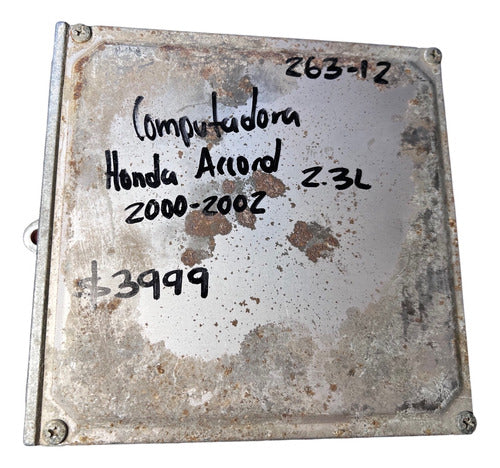 263-12
Computadora
Honda Accord 2.3L
2000-2002
$3999